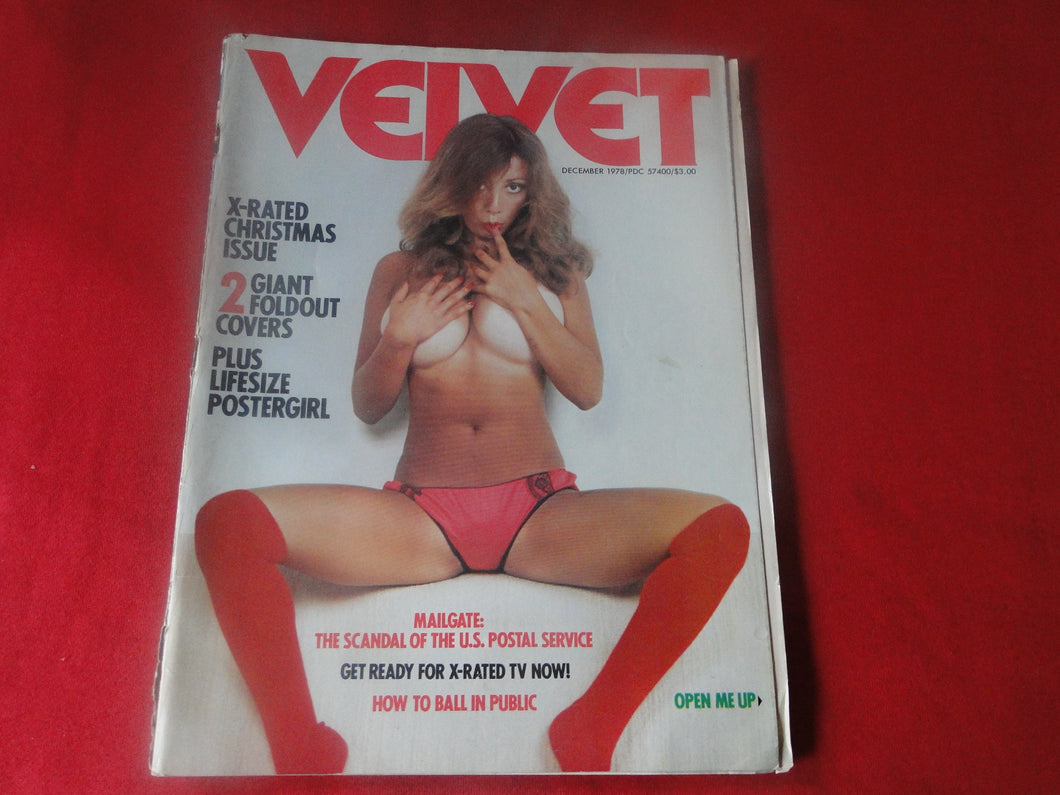 VELVET
DECEMBER 1978/PDC 57400/$3.00
X-RATED
CHRISTMAS
ISSUE
2 GIANT
FOLDOUT
COVERS
PLUS
LIFESIZE
POSTERGIRL
MAILGATE:
THE SCANDAL OF THE U.S. POSTAL SERVICE
GET READY FOR X-RATED TV NOW!
HOW TO BALL IN PUBLIC
OPEN ME UP